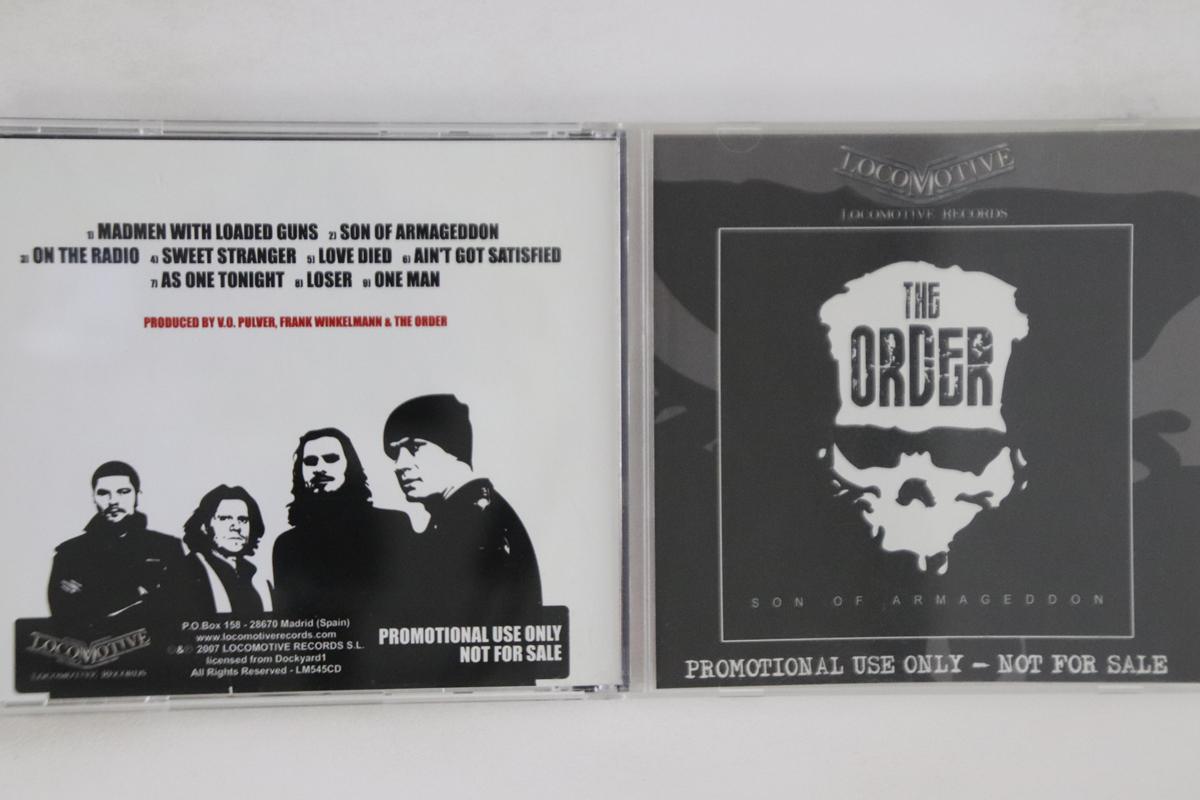 1) MADMEN WITH LOADED GUNS 2) SON OF ARMAGEDDON
3) ON THE RADIO 4) SWEET STRANGER 5) LOVE DIED 6) AIN'T GOT SATISFIED
7) AS ONE TONIGHT 8) LOSER 9) ONE MAN
PRODUCED BY V.O. PULVER, FRANK WINKELMANN & THE ORDER
LOCOMOTIVE
LOCOMOTIVE RECORDS
P.O.Box 158 - 28670 Madrid (Spain)
www.locomotiverecords.com
©&℗ 2007 LOCOMOTIVE RECORDS S.L.
licensed from Dockyard1
All Rights Reserved - LM545CD
PROMOTIONAL USE ONLY
NOT FOR SALE
LOCOMOTIVE
LOCOMOTIVE RECORDS
THE
ORDER
SON OF ARMAGEDDON
PROMOTIONAL USE ONLY – NOT FOR SALE